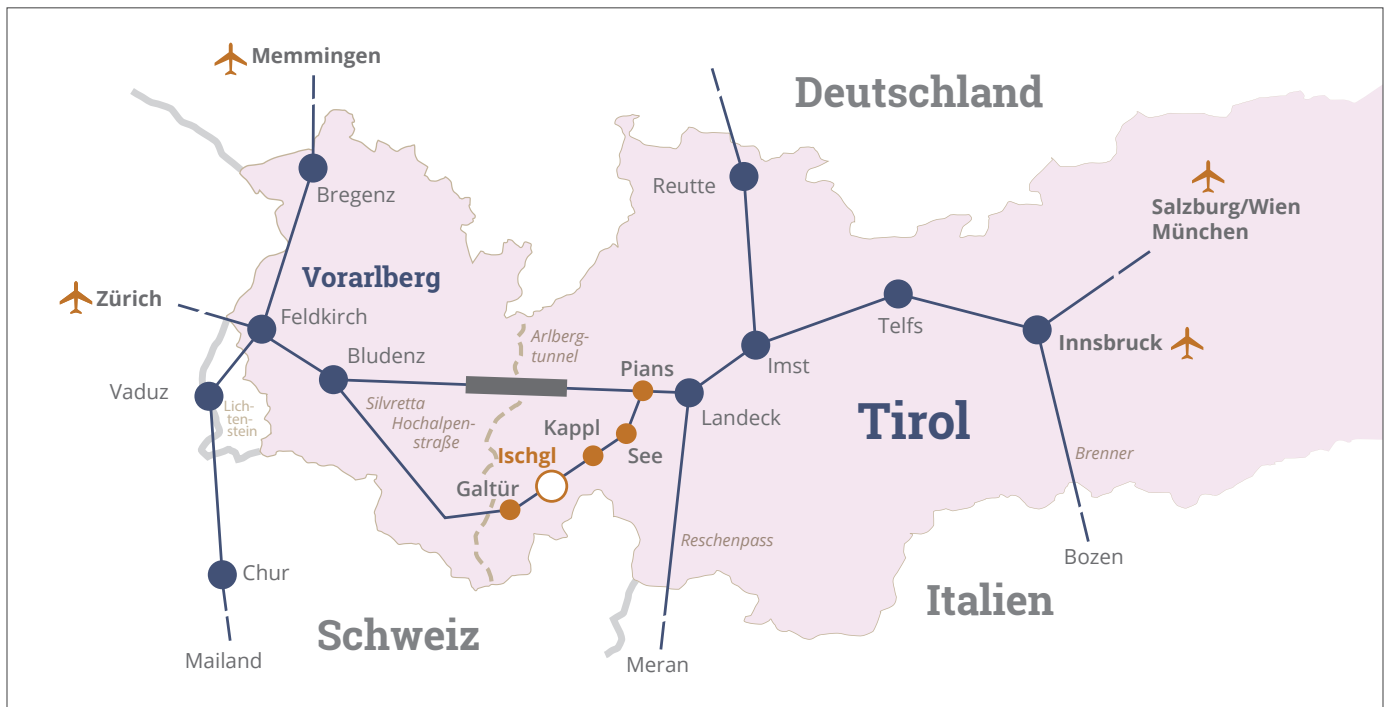 Memmingen
Deutschland
Bregenz
Reutte
Salzburg/Wien
München
Vorarlberg
Zürich
Feldkirch
Telfs
Innsbruck
Arlberg-
tunnel
Bludenz
Imst
Pians
Vaduz
Lich-
ten-
stein
Silvretta
Hochalpen-
straße
Landeck
Tirol
Kappl
See
Ischgl
Galtür
Brenner
Reschenpass
Bozen
Chur
Italien
Schweiz
Mailand
Meran